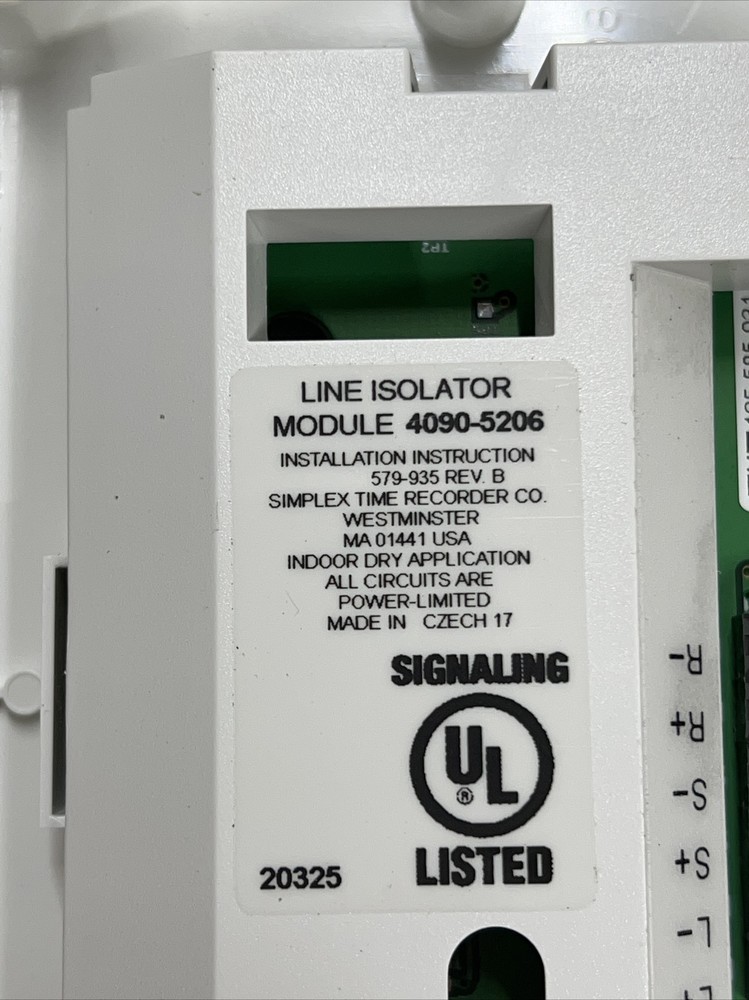 TP2
LINE ISOLATOR
MODULE 4090-5206
INSTALLATION INSTRUCTION
579-935 REV. B
SIMPLEX TIME RECORDER CO.
WESTMINSTER
MA 01441 USA
INDOOR DRY APPLICATION
ALL CIRCUITS ARE
POWER-LIMITED
MADE IN CZECH 17
SIGNALING
UL
®
LISTED
20325
R-
R+
S-
S+
L-